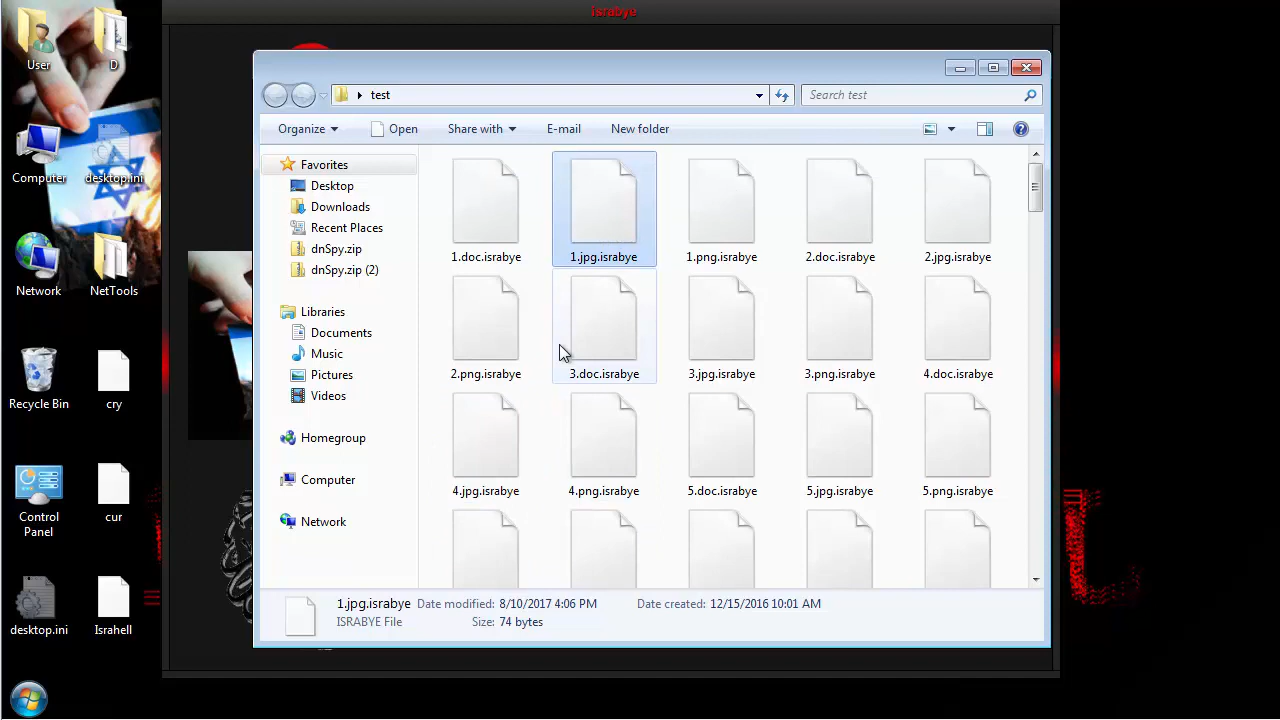 israbye
User
D
Computer
desktop.ini
Network
NetTools
Recycle Bin
cry
Control
Panel
cur
desktop.ini
Israhell
test
Search test
Organize
Open
Share with
E-mail
New folder
Favorites
Desktop
Downloads
Recent Places
dnSpy.zip
dnSpy.zip (2)
Libraries
Documents
Music
Pictures
Videos
Homegroup
Computer
Network
1.doc.israbye
1.jpg.israbye
1.png.israbye
2.doc.israbye
2.jpg.israbye
2.png.israbye
3.doc.israbye
3.jpg.israbye
3.png.israbye
4.doc.israbye
4.jpg.israbye
4.png.israbye
5.doc.israbye
5.jpg.israbye
5.png.israbye
1.jpg.israbye Date modified: 8/10/2017 4:06 PM Date created: 12/15/2016 10:01 AM
ISRABYE File Size: 74 bytes